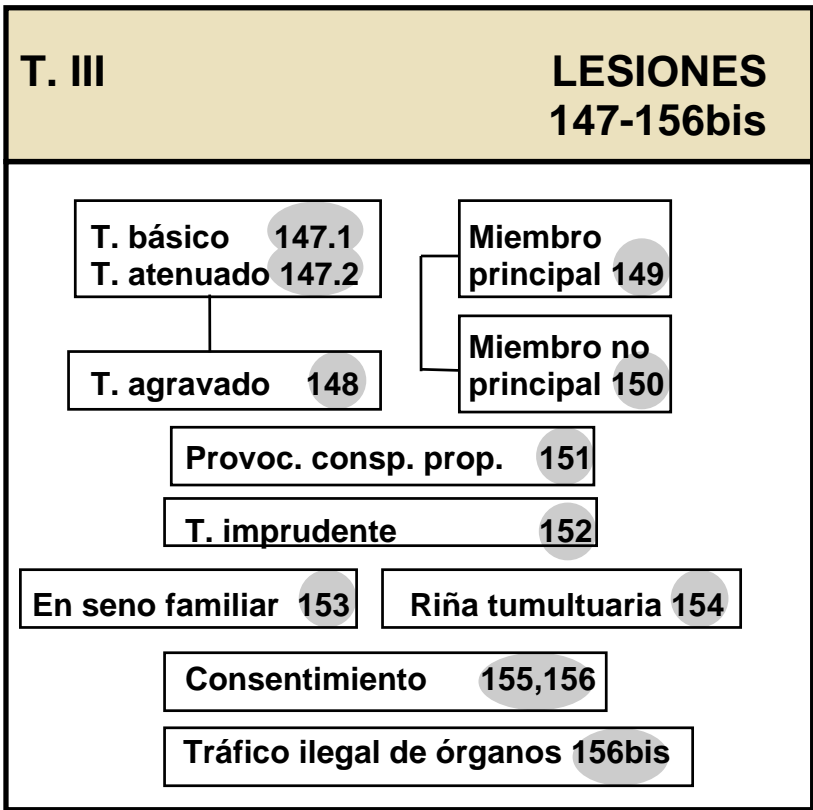 T. III LESIONES
147-156bis
T. básico 147.1
T. atenuado 147.2
T. agravado 148
Miembro
principal 149
Miembro no
principal 150
Provoc. consp. prop. 151
T. imprudente 152
En seno familiar 153
Riña tumultuaria 154
Consentimiento 155,156
Tráfico ilegal de órganos 156bis